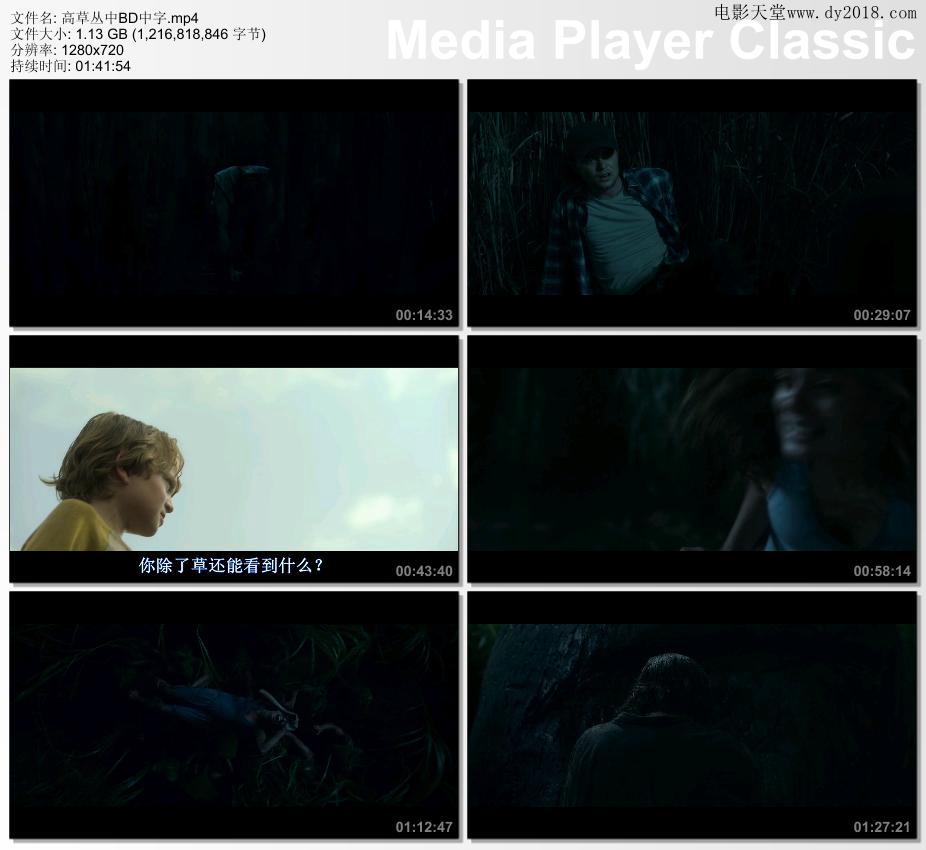 电影天堂www.dy2018.com
文件名: 高草丛中BD中字.mp4
文件大小: 1.13 GB (1,216,818,846 字节)
分辨率: 1280x720
持续时间: 01:41:54
Media Player Classic
00:14:33
00:29:07
你除了草还能看到什么?
00:43:40
00:58:14
01:12:47
01:27:21